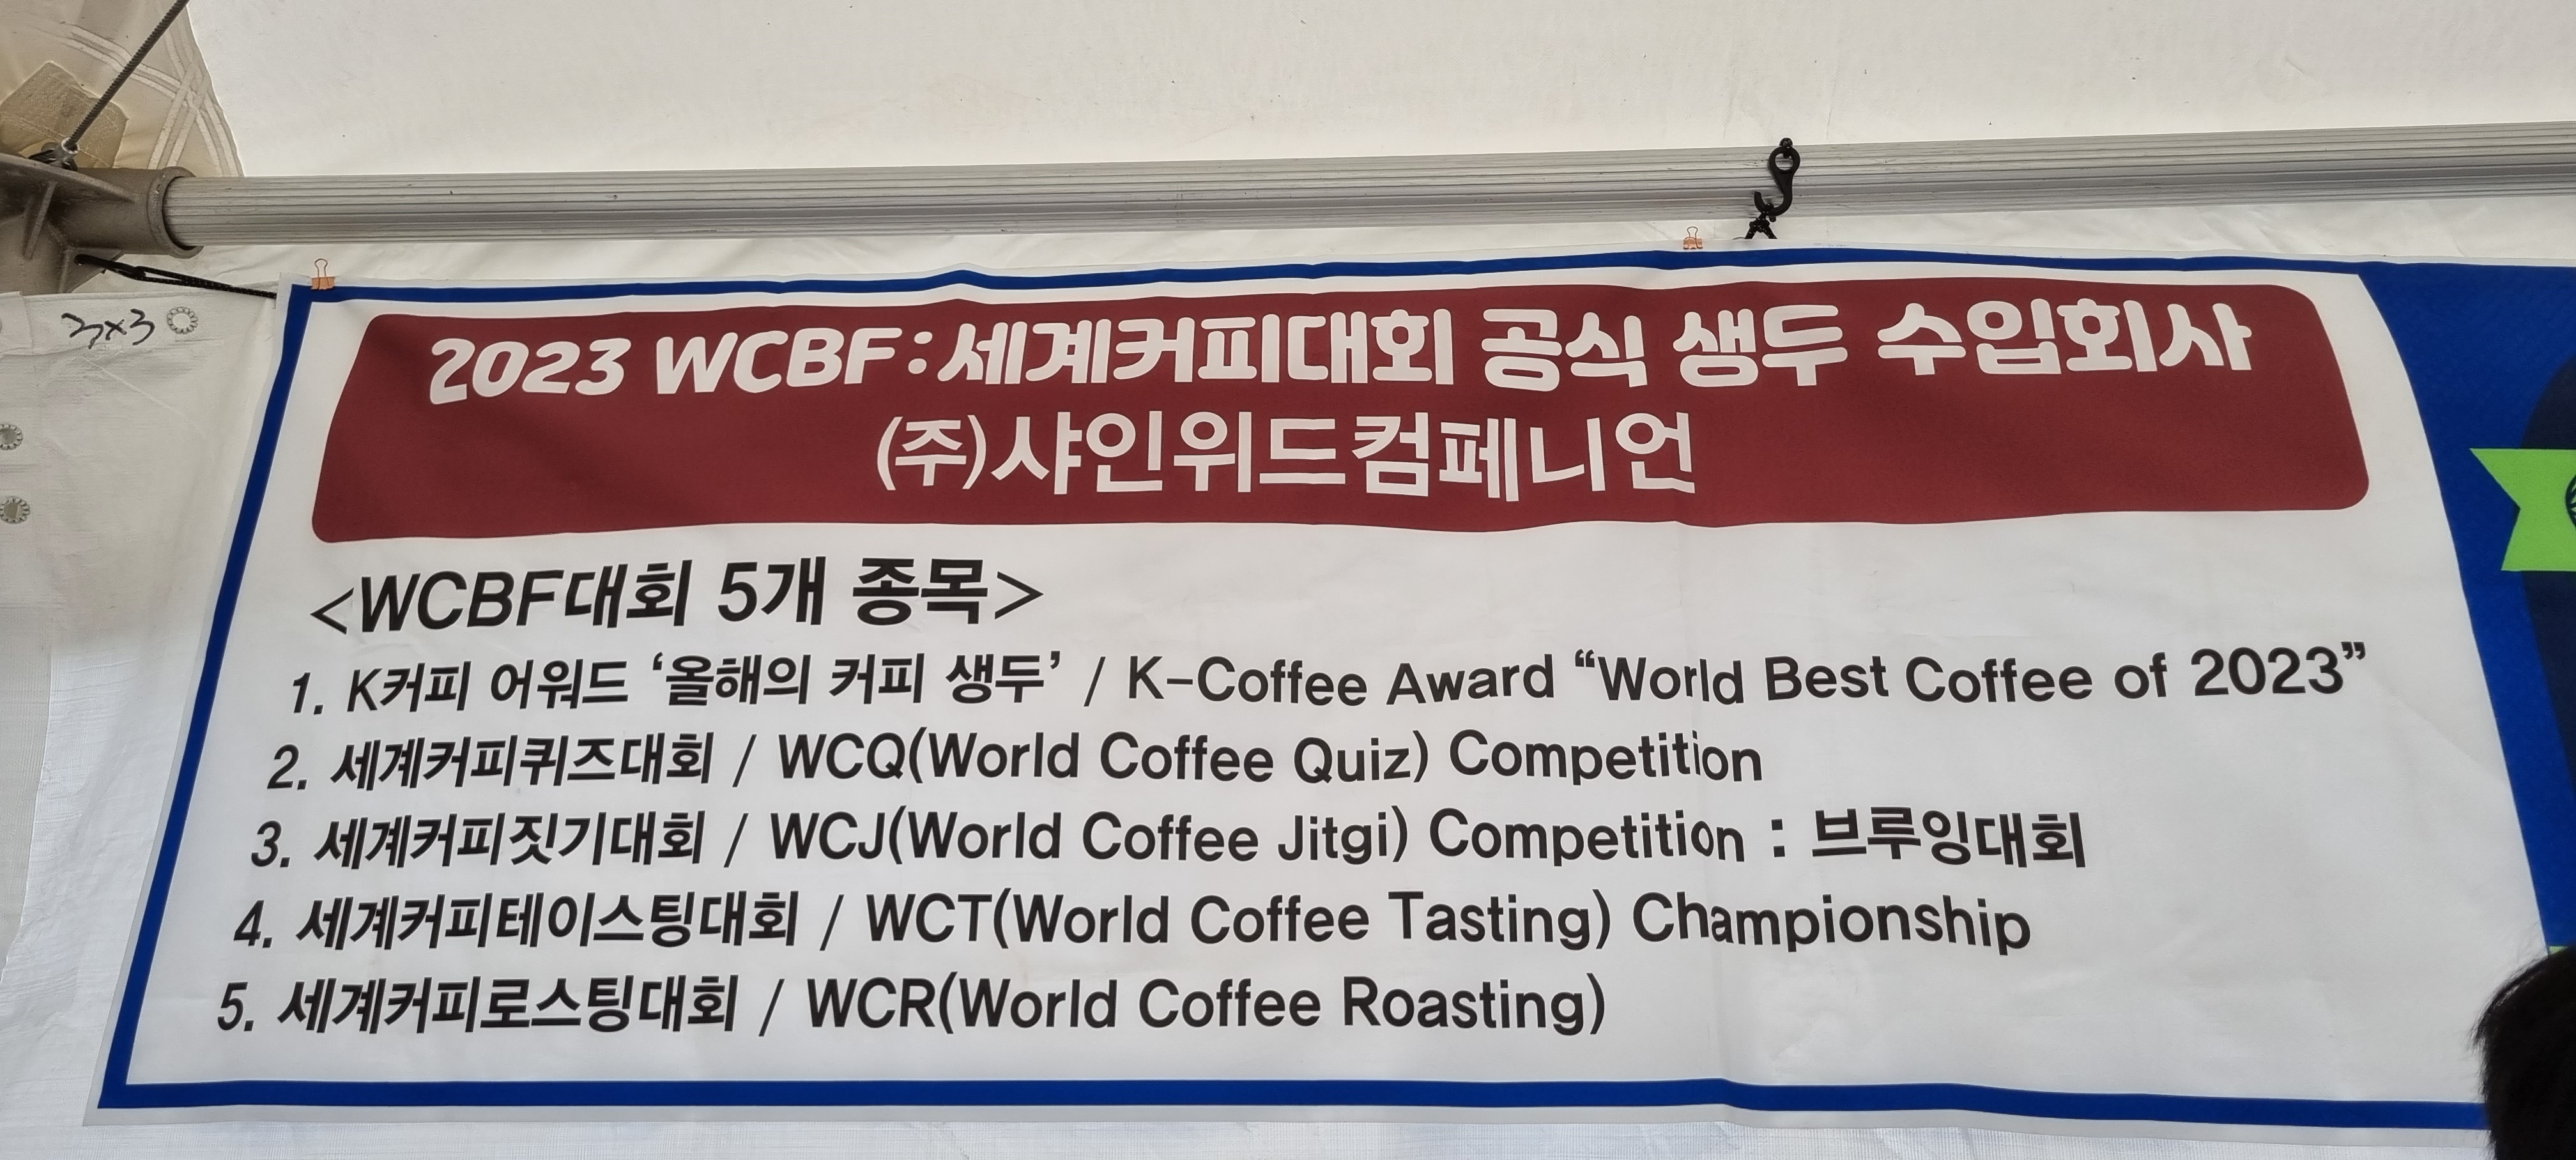 3x3
2023 WCBF:세계커피대회 공식 생두 수입회사
(주)샤인위드컴페니언
<WCBF대회 5개 종목>
1. K커피 어워드 ‘올해의 커피 생두’ / K-Coffee Award “World Best Coffee of 2023”
2. 세계커피퀴즈대회 / WCQ(World Coffee Quiz) Competition
3. 세계커피짓기대회 / WCJ(World Coffee Jitgi) Competition : 브루잉대회
4. 세계커피테이스팅대회 / WCT(World Coffee Tasting) Championship
5. 세계커피로스팅대회 / WCR(World Coffee Roasting)